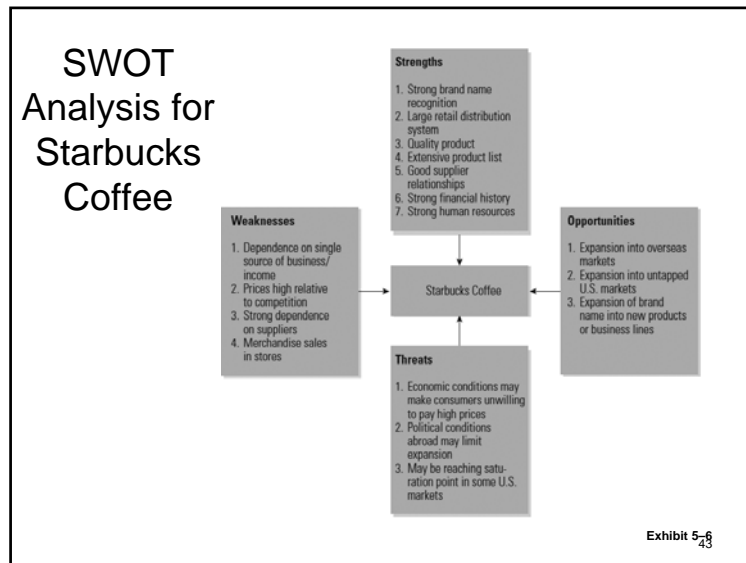 SWOT
Analysis for
Starbucks
Coffee
Strengths
1. Strong brand name
recognition
2. Large retail distribution
system
3. Quality product
4. Extensive product list
5. Good supplier
relationships
6. Strong financial history
7. Strong human resources
Weaknesses
1. Dependence on single
source of business/
income
2. Prices high relative
to competition
3. Strong dependence
on suppliers
4. Merchandise sales
in stores
Starbucks Coffee
Opportunities
1. Expansion into overseas
markets
2. Expansion into untapped
U.S. markets
3. Expansion of brand
name into new products
or business lines
Threats
1. Economic conditions may
make consumers unwilling
to pay high prices
2. Political conditions
abroad may limit
expansion
3. May be reaching satu-
ration point in some U.S.
markets
Exhibit 5–6
43